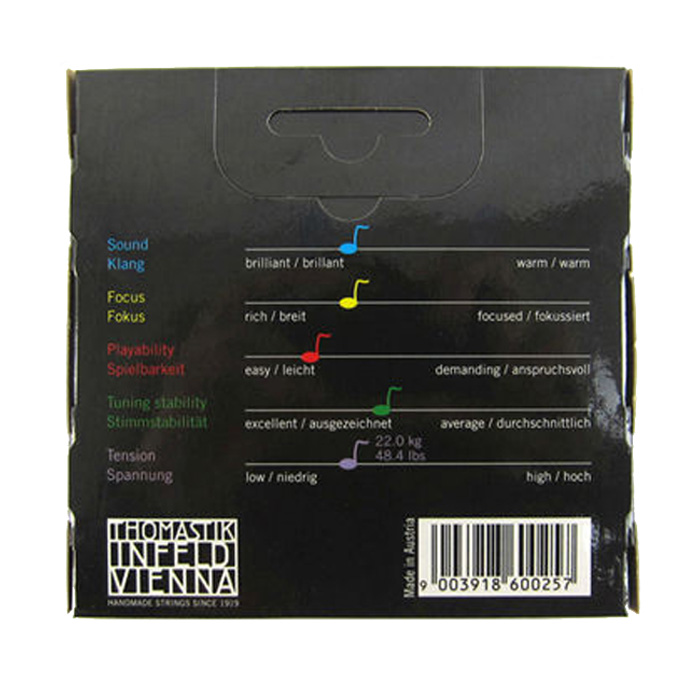 Sound
Klang
brilliant / brillant warm / warm
Focus
Fokus
rich / breit focused / fokussiert
Playability
Spielbarkeit
easy / leicht demanding / anspruchsvoll
Tuning stability
Stimmstabilität
excellent / ausgezeichnet average / durchschnittlich
Tension
Spannung
22.0 kg
48.4 lbs
low / niedrig high / hoch
THOMASTIK
INFELD
VIENNA
HANDMADE STRINGS SINCE 1919
Made in Austria
9 003918 600257